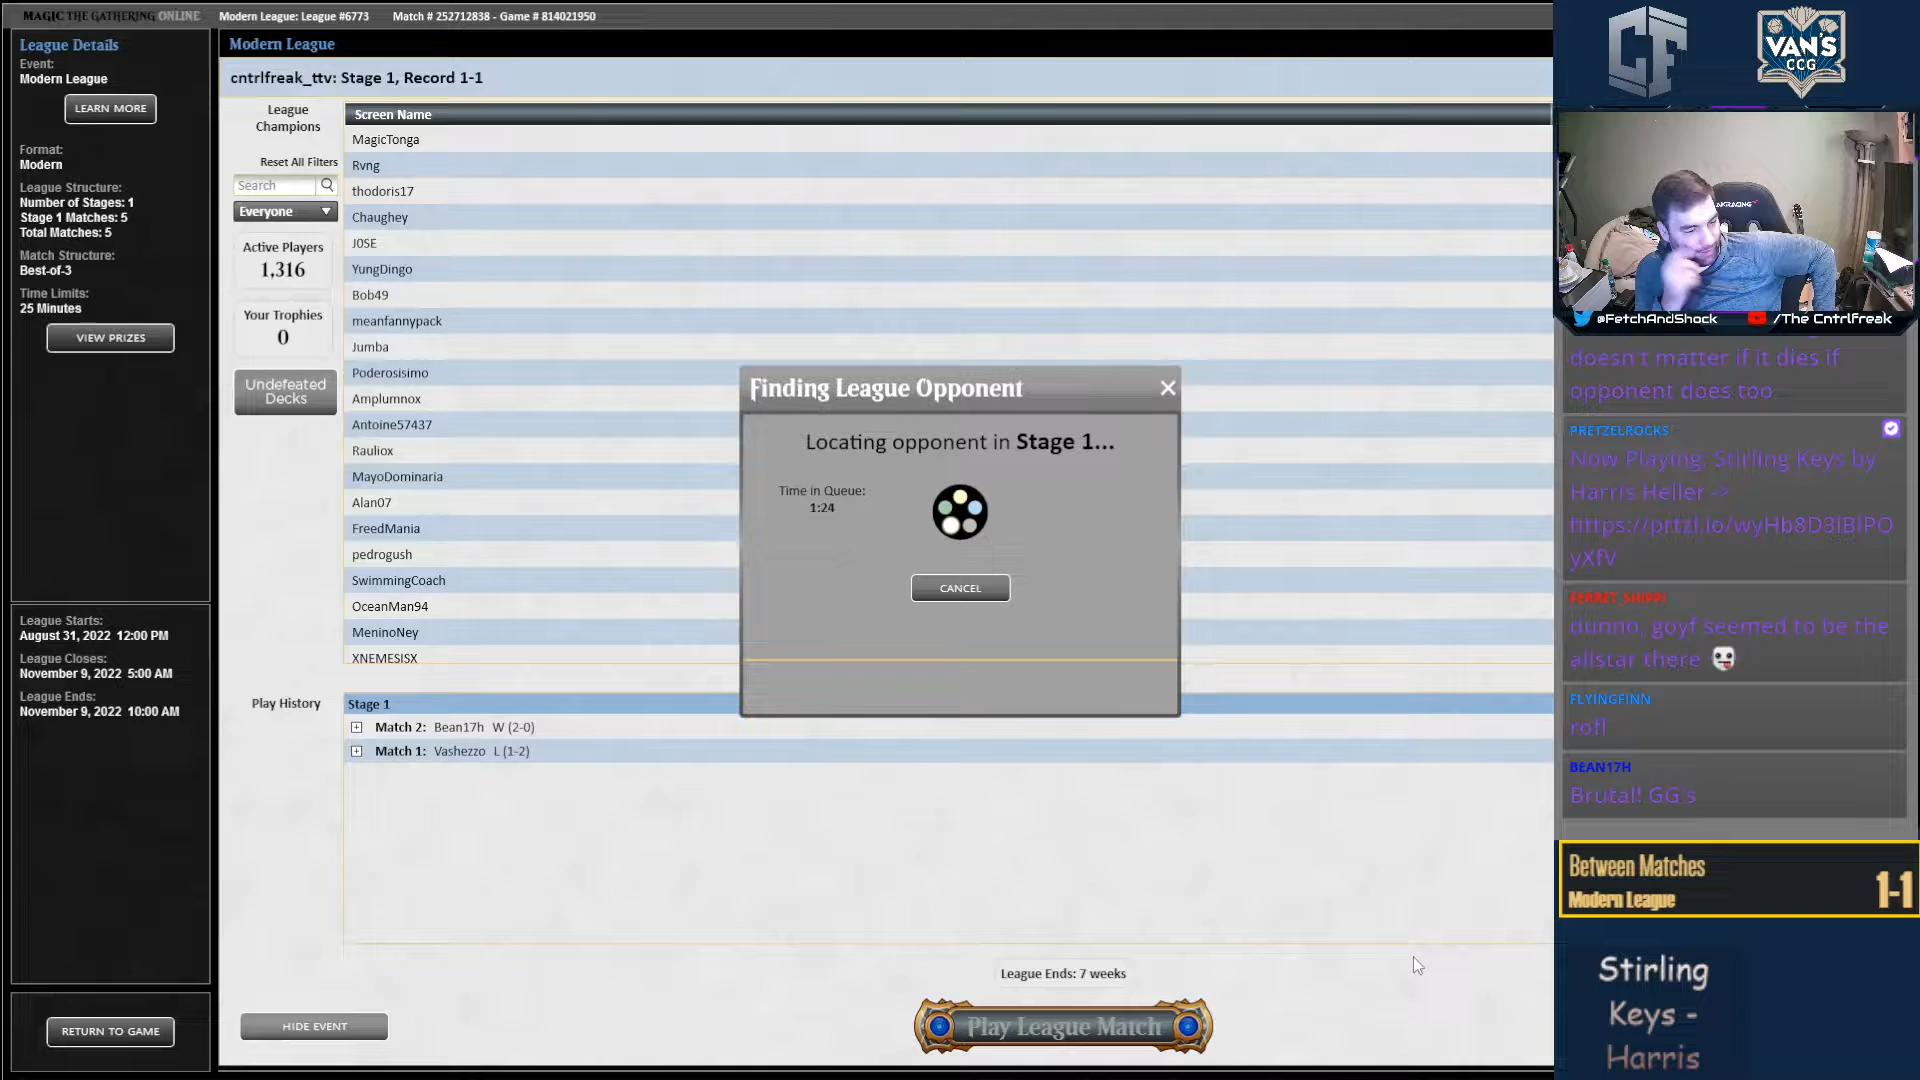 MAGIC THE GATHERING ONLINE
Modern League: League #6773
Match # 252712838 - Game # 814021950
League Details
Event:
Modern League
LEARN MORE
Format:
Modern
League Structure:
Number of Stages: 1
Stage 1 Matches: 5
Total Matches: 5
Match Structure:
Best-of-3
Time Limits:
25 Minutes
VIEW PRIZES
League Starts:
August 31, 2022 12:00 PM
League Closes:
November 9, 2022 5:00 AM
League Ends:
November 9, 2022 10:00 AM
RETURN TO GAME
Modern League
cntrlfreak_ttv: Stage 1, Record 1-1
League
Champions
Reset All Filters
Search
Everyone
Active Players
1,316
Your Trophies
0
Undefeated
Decks
Screen Name
MagicTonga
Rvng
thodoris17
Chaughey
J0SE
YungDingo
Bob49
meanfannypack
Jumba
Poderosisimo
Amplumnox
Antoine57437
Rauliox
MayoDominaria
Alan07
FreedMania
pedrogush
SwimmingCoach
OceanMan94
MeninoNey
XNEMESISX
Finding League Opponent
Locating opponent in Stage 1...
Time in Queue:
1:24
CANCEL
Play History
Stage 1
Match 2: Bean17h W (2-0)
Match 1: Vashezzo L (1-2)
League Ends: 7 weeks
HIDE EVENT
Play League Match
CF
VAN'S
CCG
@FetchAndShock
/The Cntrlfreak
doesn't matter if it dies if
opponent does too
PRETZELROCKS
Now Playing: Stirling Keys by
Harris Heller ->
https://prtzl.io/wyHb8D3lBlPO
yXfV
FERRET_SHIPPI
dunno, goyf seemed to be the
allstar there
FLYINGFINN
rofl
BEAN17H
Brutal! GG's
Between Matches
Modern League
1-1
Stirling
Keys -
Harris